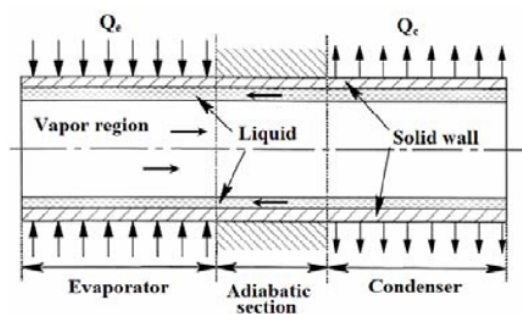 Qe
Qc
Vapor region
Liquid
Solid wall
Evaporator
Adiabatic
section
Condenser